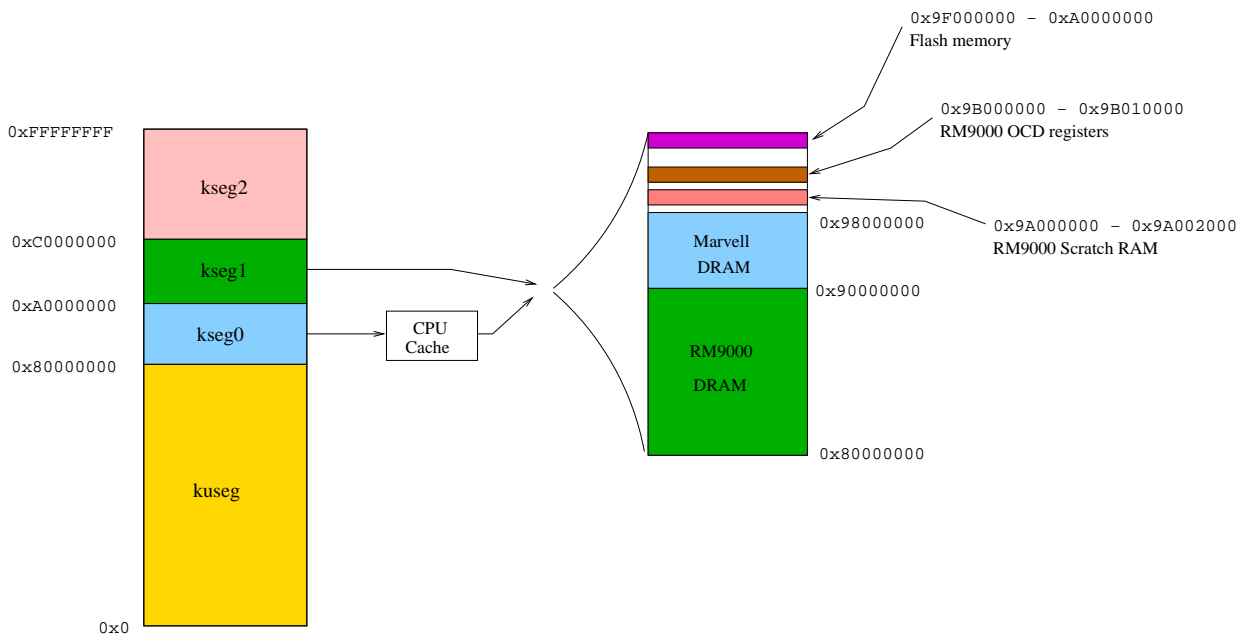 0xFFFFFFFF
kseg2
0xC0000000
kseg1
0xA0000000
kseg0
0x80000000
kuseg
0x0
CPU
Cache
0x9F000000 – 0xA0000000
Flash memory
0x9B000000 – 0x9B010000
RM9000 OCD registers
0x9A000000 – 0x9A002000
RM9000 Scratch RAM
0x98000000
Marvell
DRAM
0x90000000
RM9000
DRAM
0x80000000